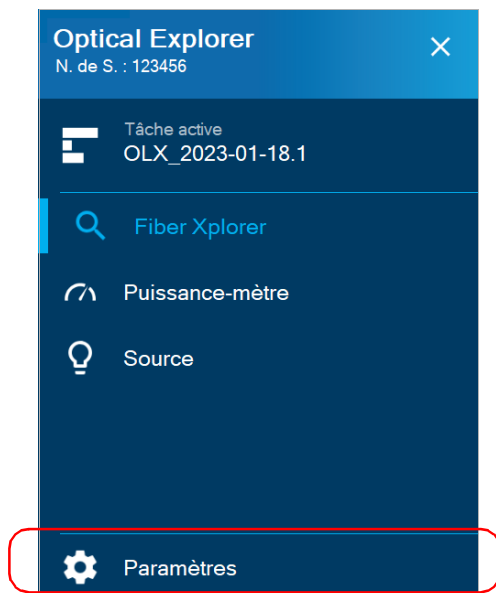 Optical Explorer
N. de S. : 123456
Tâche active
OLX_2023-01-18.1
Fiber Xplorer
Puissance-mètre
Source
Paramètres